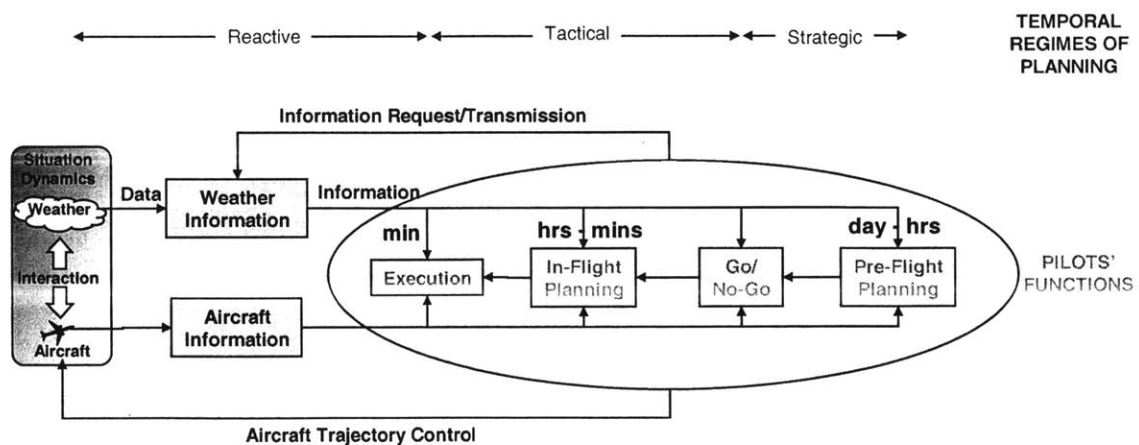 Reactive
Tactical
Strategic
TEMPORAL
REGIMES OF
PLANNING
Information Request/Transmission
Situation
Dynamics
Weather
Interaction
Aircraft
Data
Weather
Information
Information
Aircraft
Information
min
hrs - mins
day - hrs
Execution
In-Flight
Planning
Go/
No-Go
Pre-Flight
Planning
PILOTS'
FUNCTIONS
Aircraft Trajectory Control